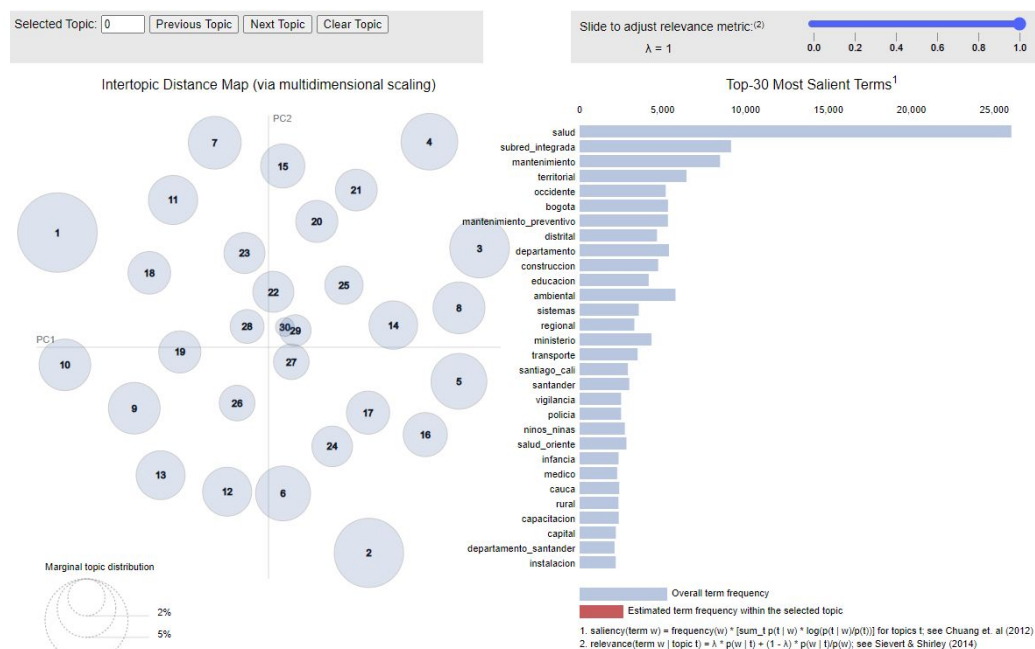 Selected Topic: 0 Previous Topic Next Topic Clear Topic
Slide to adjust relevance metric:(2)
λ = 1
0.0 0.2 0.4 0.6 0.8 1.0
Intertopic Distance Map (via multidimensional scaling)
PC2
PC1
7
4
15
21
11
20
1
3
23
18
22
25
8
28
30
29
14
19
27
10
5
26
9
17
16
24
13
12
6
2
Marginal topic distribution
2%
5%
Top-30 Most Salient Terms1
0 5,000 10,000 15,000 20,000 25,000
salud
subred_integrada
mantenimiento
territorial
occidente
bogota
mantenimiento_preventivo
distrital
departamento
construccion
educacion
ambiental
sistemas
regional
ministerio
transporte
santiago_cali
santander
vigilancia
policia
ninos_ninas
salud_oriente
infancia
medico
cauca
rural
capacitacion
capital
departamento_santander
instalacion
Overall term frequency
Estimated term frequency within the selected topic
1. saliency(term w) = frequency(w) * [sum_t p(t | w) * log(p(t | w)/p(t))] for topics t; see Chuang et. al (2012)
2. relevance(term w | topic t) = λ * p(w | t) + (1 - λ) * p(w | t)/p(w); see Sievert & Shirley (2014)